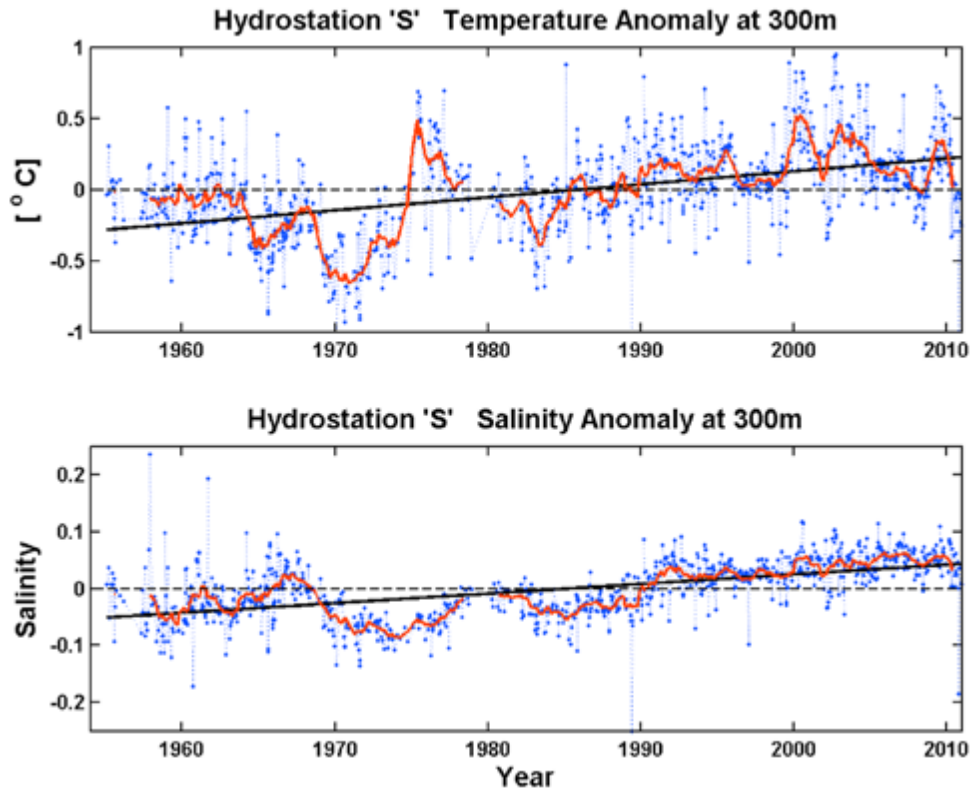 Hydrostation 'S' Temperature Anomaly at 300m
1
0.5
0
-0.5
-1
[ ° C]
1960 1970 1980 1990 2000 2010
Hydrostation 'S' Salinity Anomaly at 300m
0.2
0.1
0
-0.1
-0.2
Salinity
1960 1970 1980 1990 2000 2010
Year